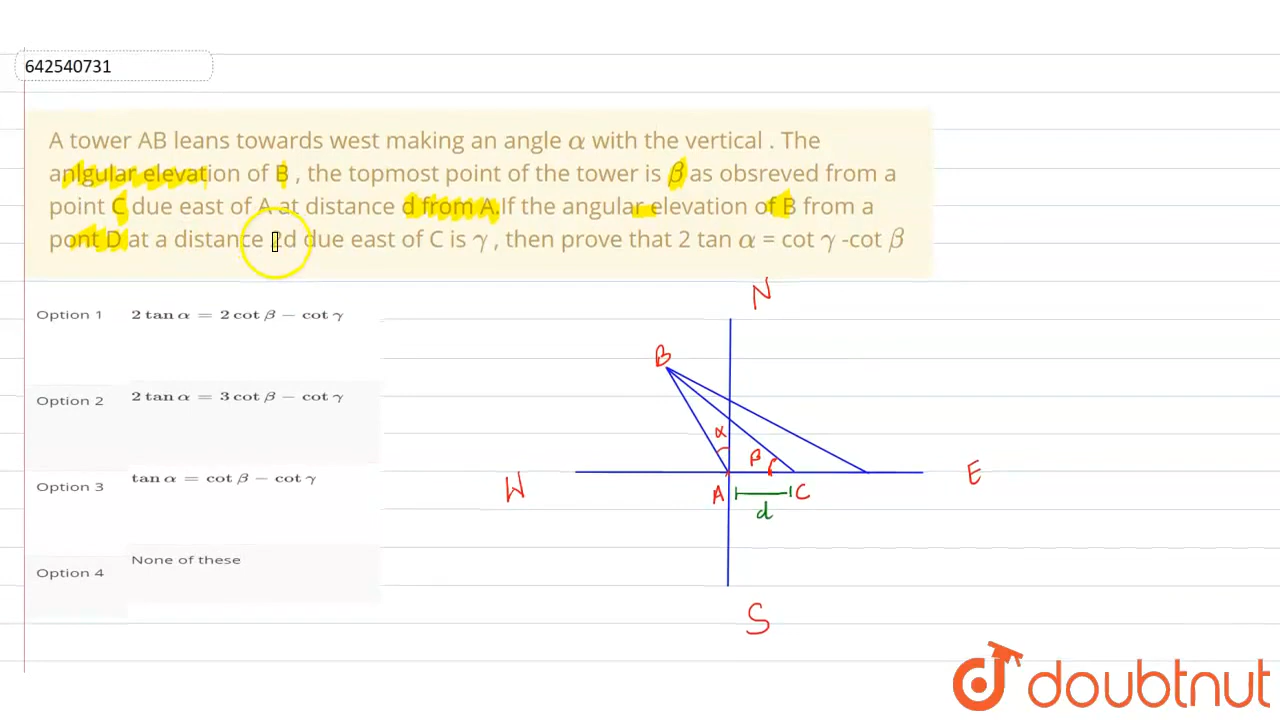 642540731
A tower AB leans towards west making an angle α with the vertical . The
anlgular elevation of B , the topmost point of the tower is β as obsreved from a
point C due east of A at distance d from A.If the angular elevation of B from a
pont D at a distance 2d due east of C is γ , then prove that 2 tan α = cot γ -cot β
Option 1 2 tan α = 2 cot β − cot γ
Option 2 2 tan α = 3 cot β − cot γ
Option 3 tan α = cot β − cot γ
Option 4 None of these
N
B
α
β
W
E
A
C
d
S
doubtnut